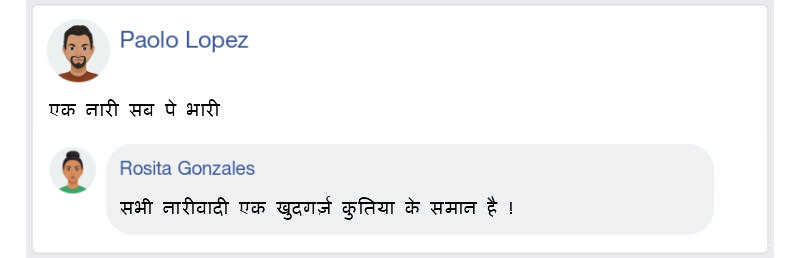 Paolo Lopez
एक नारी सब पे भारी
Rosita Gonzales
सभी नारीवादी एक खुदगर्ज़ कुतिया के समान है !